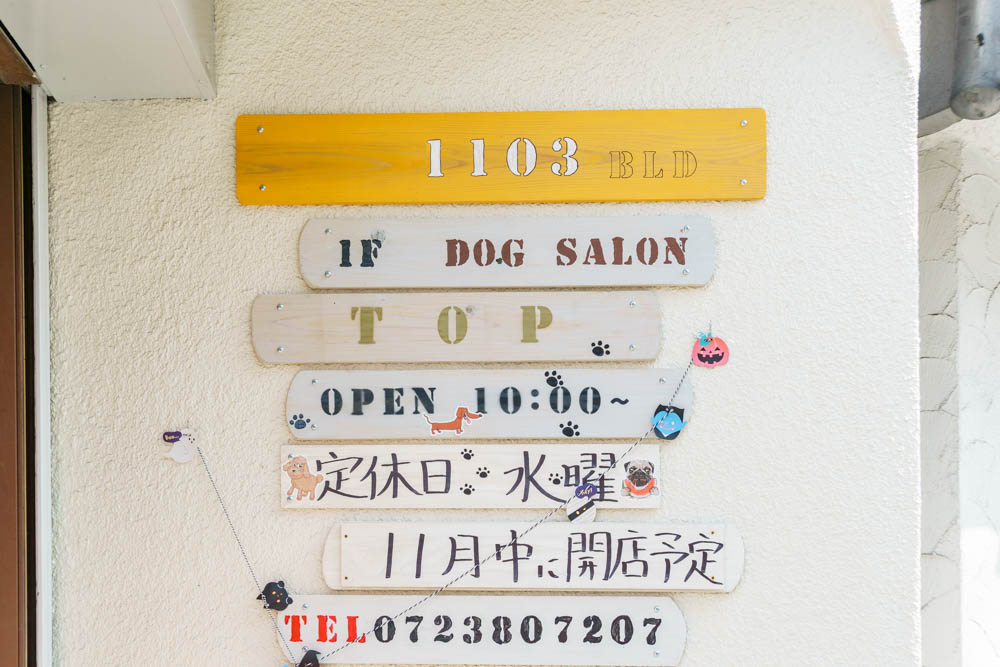 1103 BLD
1F DOG SALON
TOP
OPEN 10:00~
定休日 水曜
11月中に開店予定
TEL0723807207